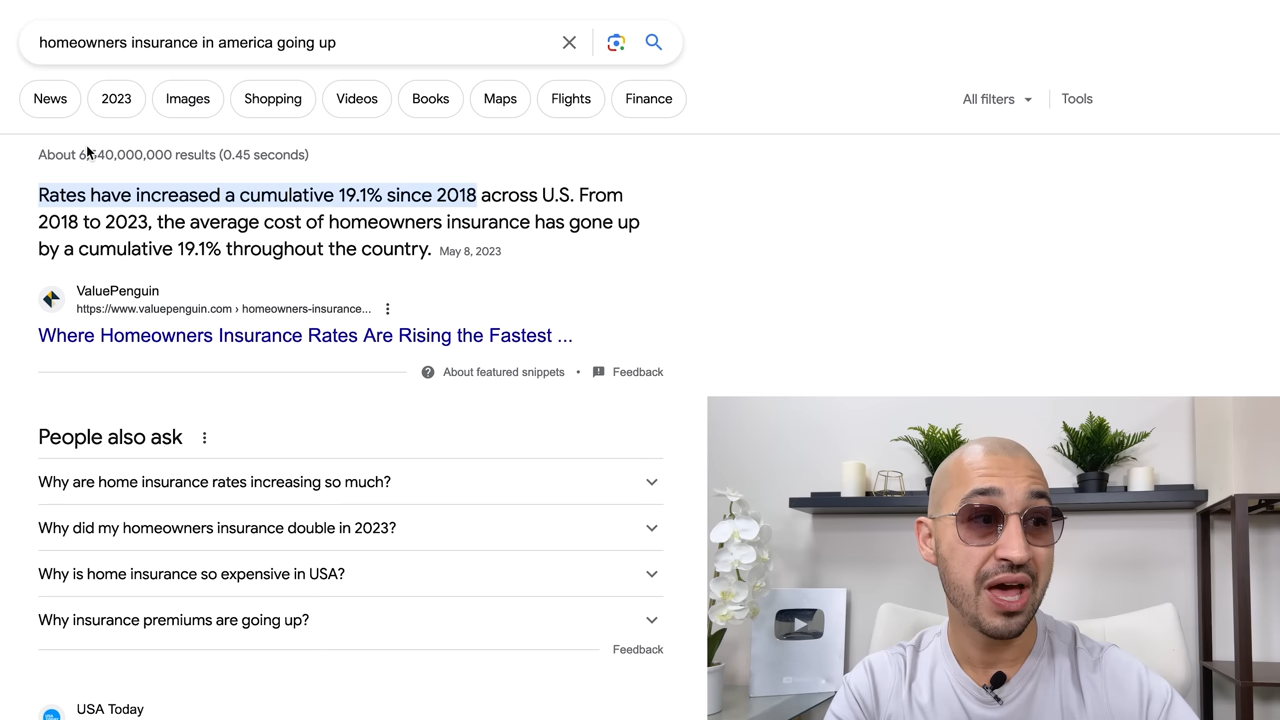 homeowners insurance in america going up
News 2023 Images Shopping Videos Books Maps Flights Finance All filters Tools
About 6,540,000,000 results (0.45 seconds)
Rates have increased a cumulative 19.1% since 2018 across U.S. From
2018 to 2023, the average cost of homeowners insurance has gone up
by a cumulative 19.1% throughout the country. May 8, 2023
ValuePenguin
https://www.valuepenguin.com › homeowners-insurance...
Where Homeowners Insurance Rates Are Rising the Fastest ...
About featured snippets • Feedback
People also ask
Why are home insurance rates increasing so much?
Why did my homeowners insurance double in 2023?
Why is home insurance so expensive in USA?
Why insurance premiums are going up?
Feedback
USA Today